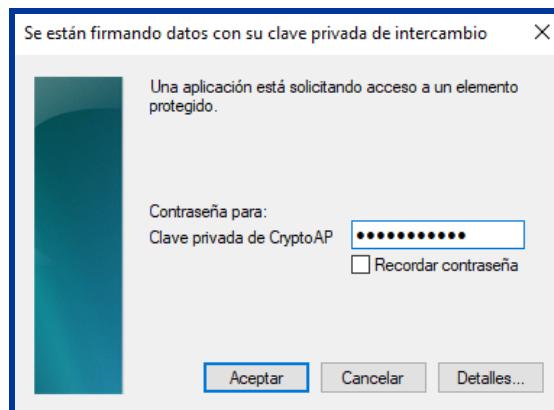 Se están firmando datos con su clave privada de intercambio
Una aplicación está solicitando acceso a un elemento
protegido.
Contraseña para:
Clave privada de CryptoAP
●●●●●●●●●●●
Recordar contraseña
Aceptar
Cancelar
Detalles...